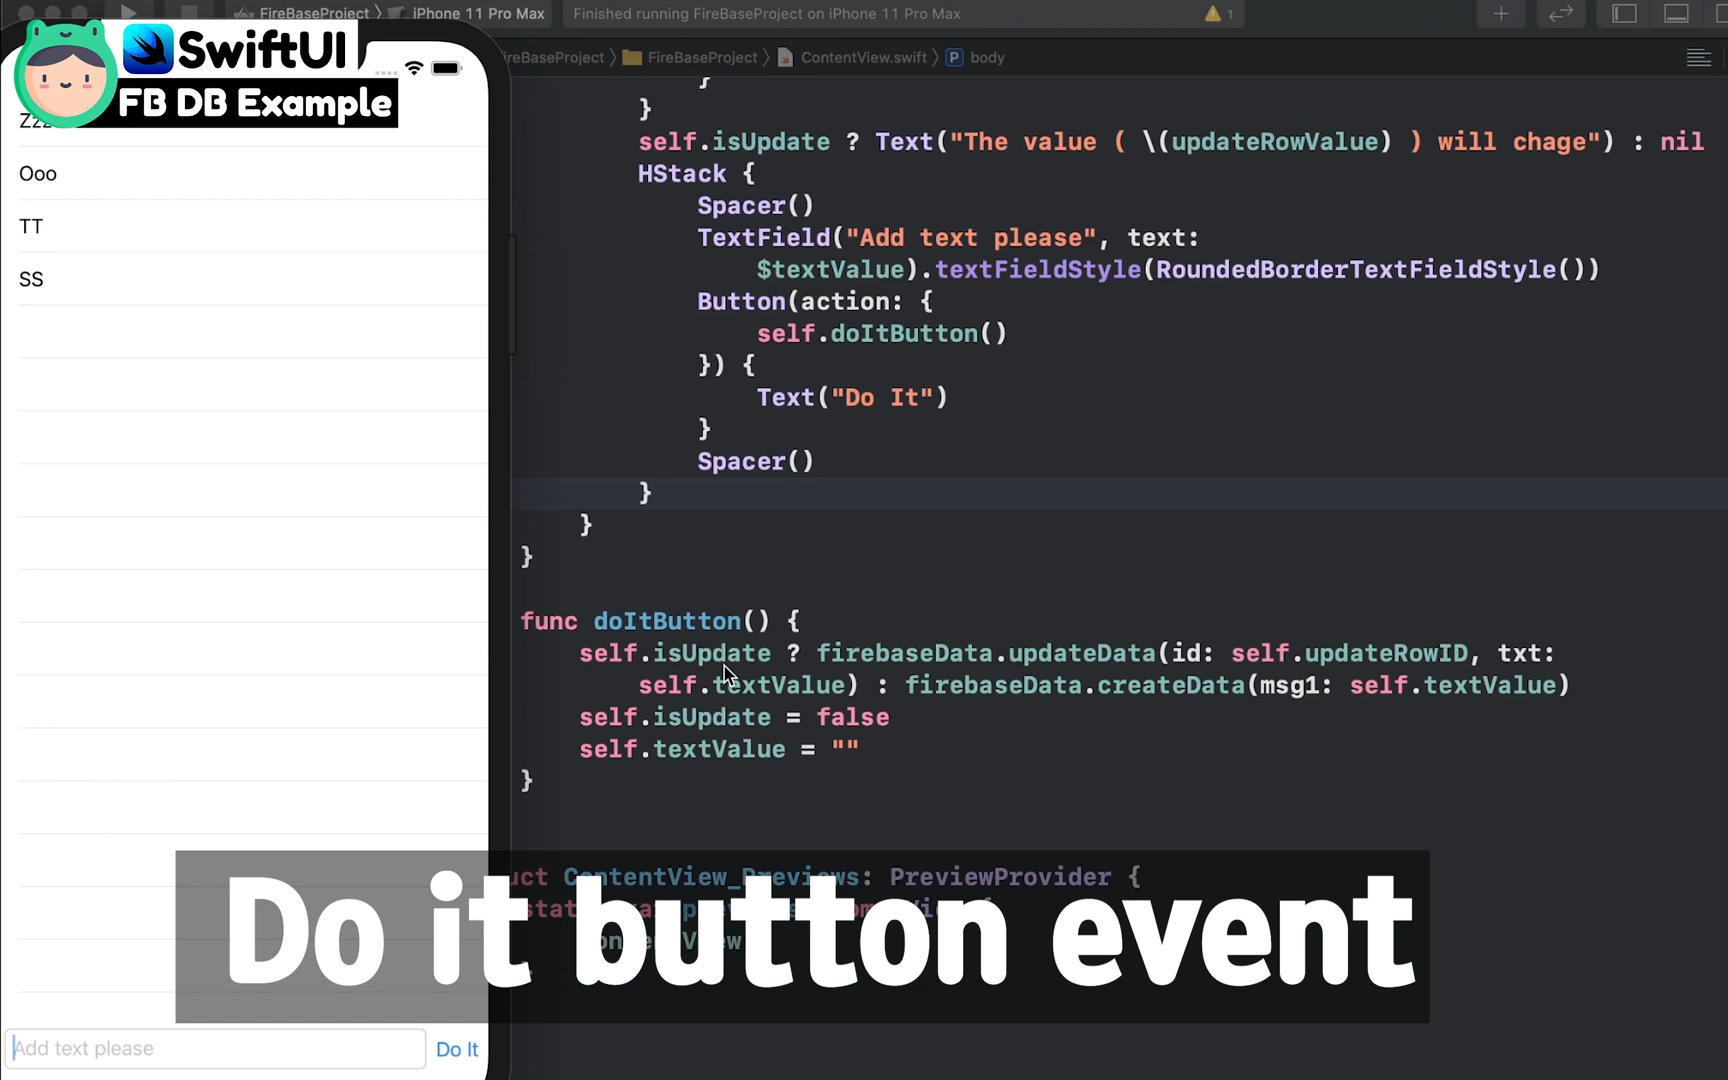 FireBaseProject 〉 iPhone 11 Pro Max
Finished running FireBaseProject on iPhone 11 Pro Max
1
SwiftUI
FB DB Example
FireBaseProject 〉 ContentView.swift 〉 P body
Zzz
Ooo
TT
SS
}
}
self.isUpdate ? Text("The value ( \(updateRowValue) ) will chage") : nil
HStack {
Spacer()
TextField("Add text please", text:
$textValue).textFieldStyle(RoundedBorderTextFieldStyle())
Button(action: {
self.doItButton()
}) {
Text("Do It")
}
Spacer()
}
}
}
func doItButton() {
self.isUpdate ? firebaseData.updateData(id: self.updateRowID, txt:
self.textValue) : firebaseData.createData(msg1: self.textValue)
self.isUpdate = false
self.textValue = ""
}
ContentView_Previews: PreviewProvider {
Do it button event
Add text please
Do It